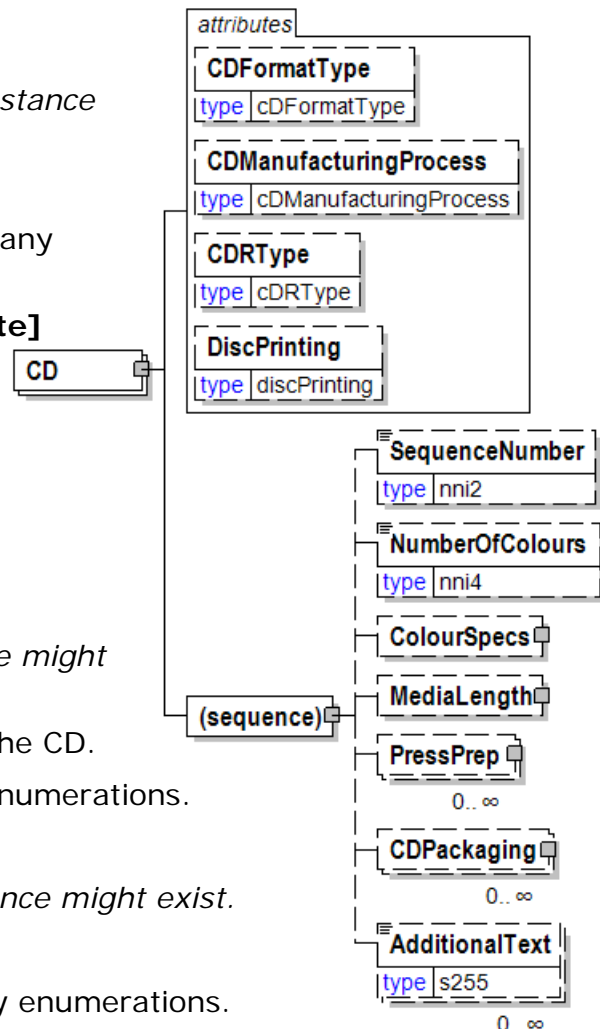 attributes
CDFormatType
type cDFormatType
stance
CDManufacturingProcess
type cDManufacturingProcess
any
CDRType
type cDRType
te]
CD
DiscPrinting
type discPrinting
SequenceNumber
type nni2
NumberOfColours
type nni4
ColourSpecs
e might
MediaLength
(sequence)
he CD.
PressPrep
numerations.
0..∞
CDPackaging
nce might exist.
0..∞
AdditionalText
type s255
y enumerations.
0..∞